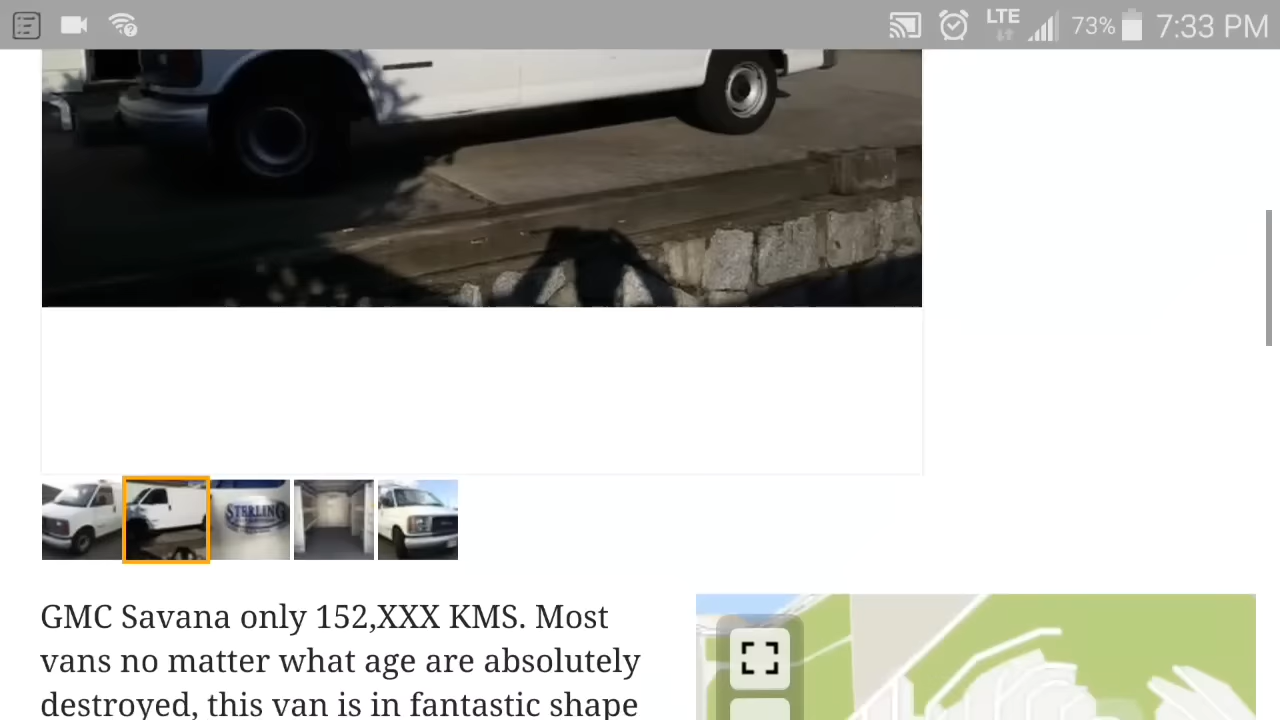 LTE 73% 7:33 PM
STERLING
GMC Savana only 152,XXX KMS. Most
vans no matter what age are absolutely
destroyed, this van is in fantastic shape